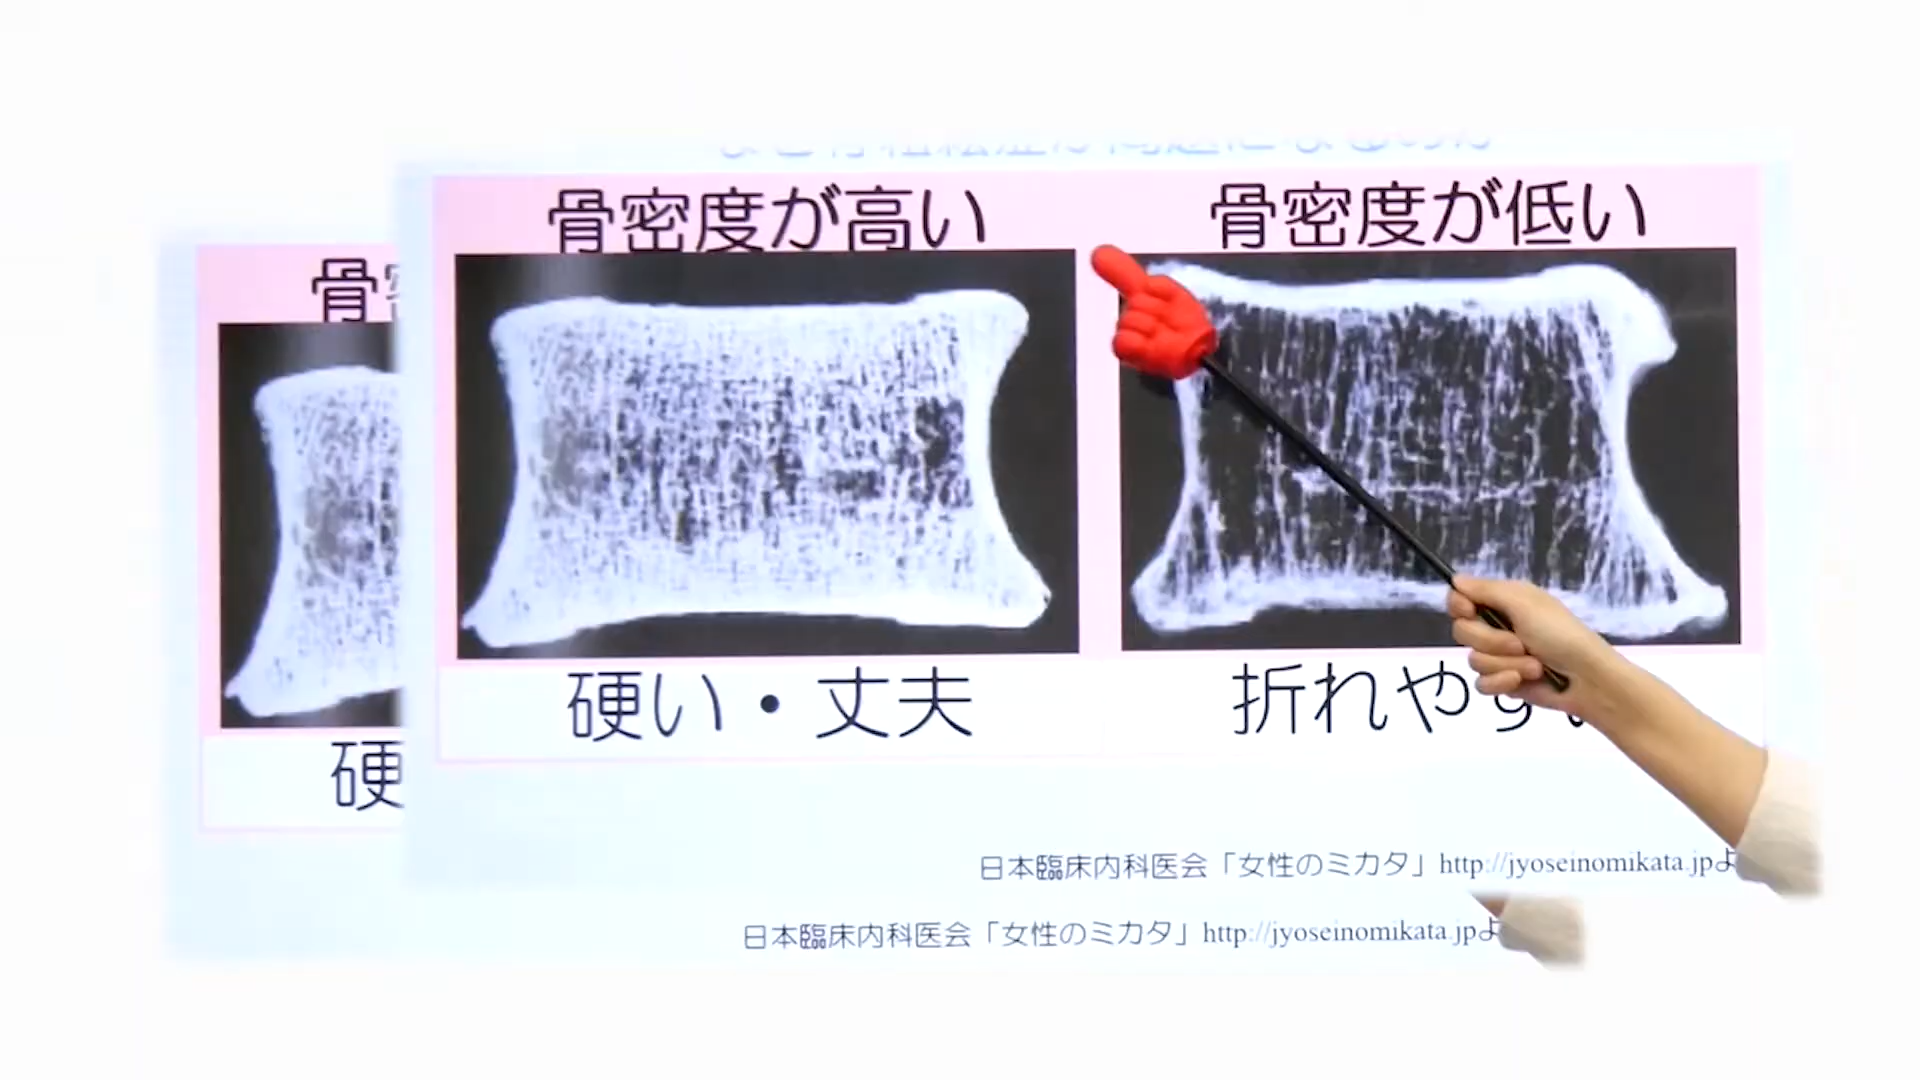 骨密度が高い
骨密度が低い
硬い・丈夫
折れやす
日本臨床内科医会「女性のミカタ」http://jyoseinomikata.jpよ
骨
硬
日本臨床内科医会「女性のミカタ」http://jyoseinomikata.jpよ